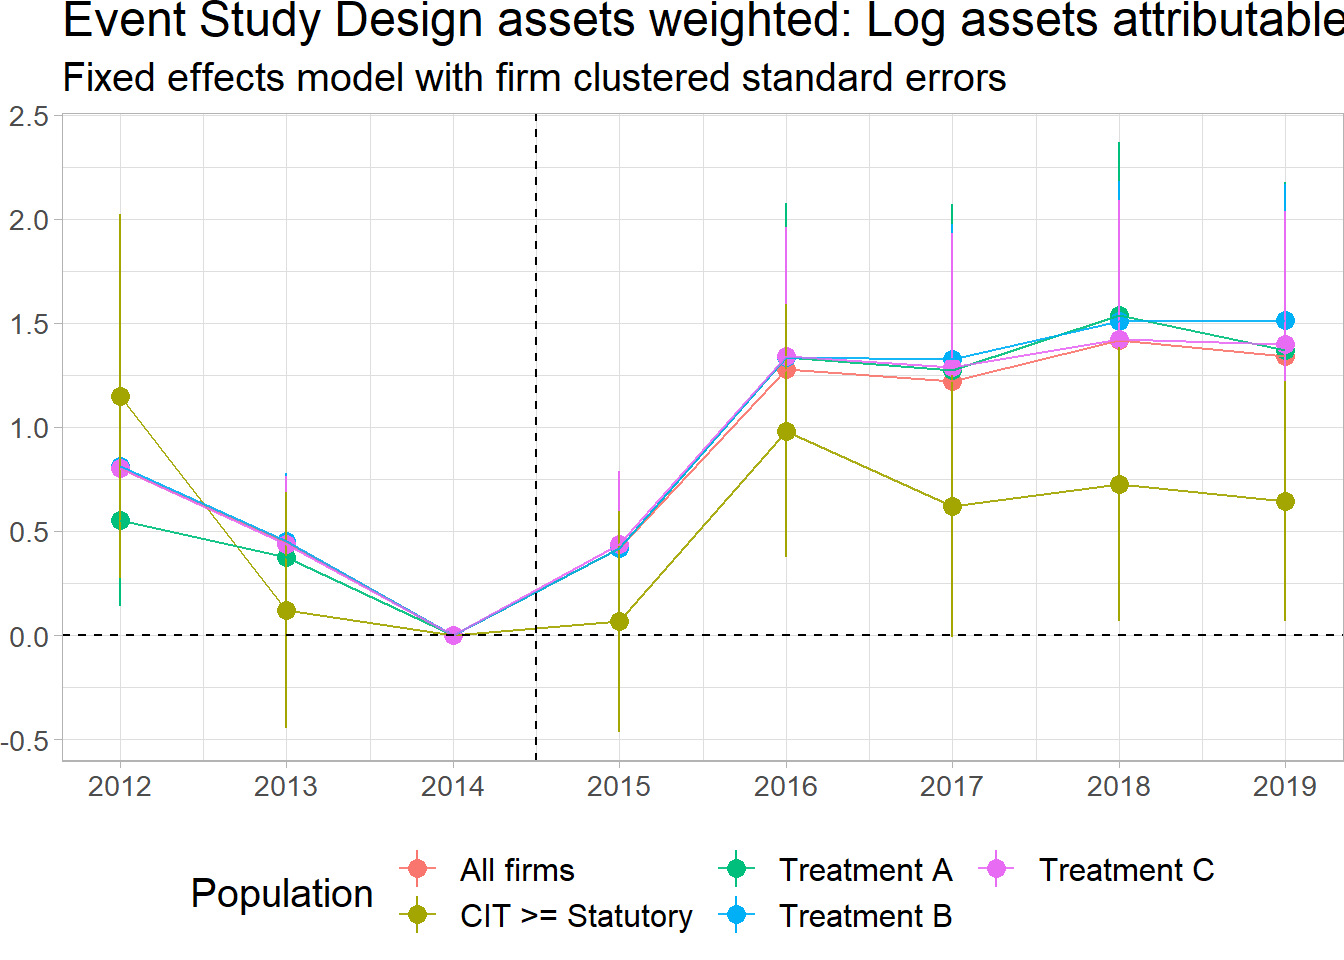 Event Study Design assets weighted: Log assets attributable
Fixed effects model with firm clustered standard errors
2.5
2.0
1.5
1.0
0.5
0.0
-0.5
2012 2013 2014 2015 2016 2017 2018 2019
Population
All firms Treatment A Treatment C
CIT >= Statutory Treatment B